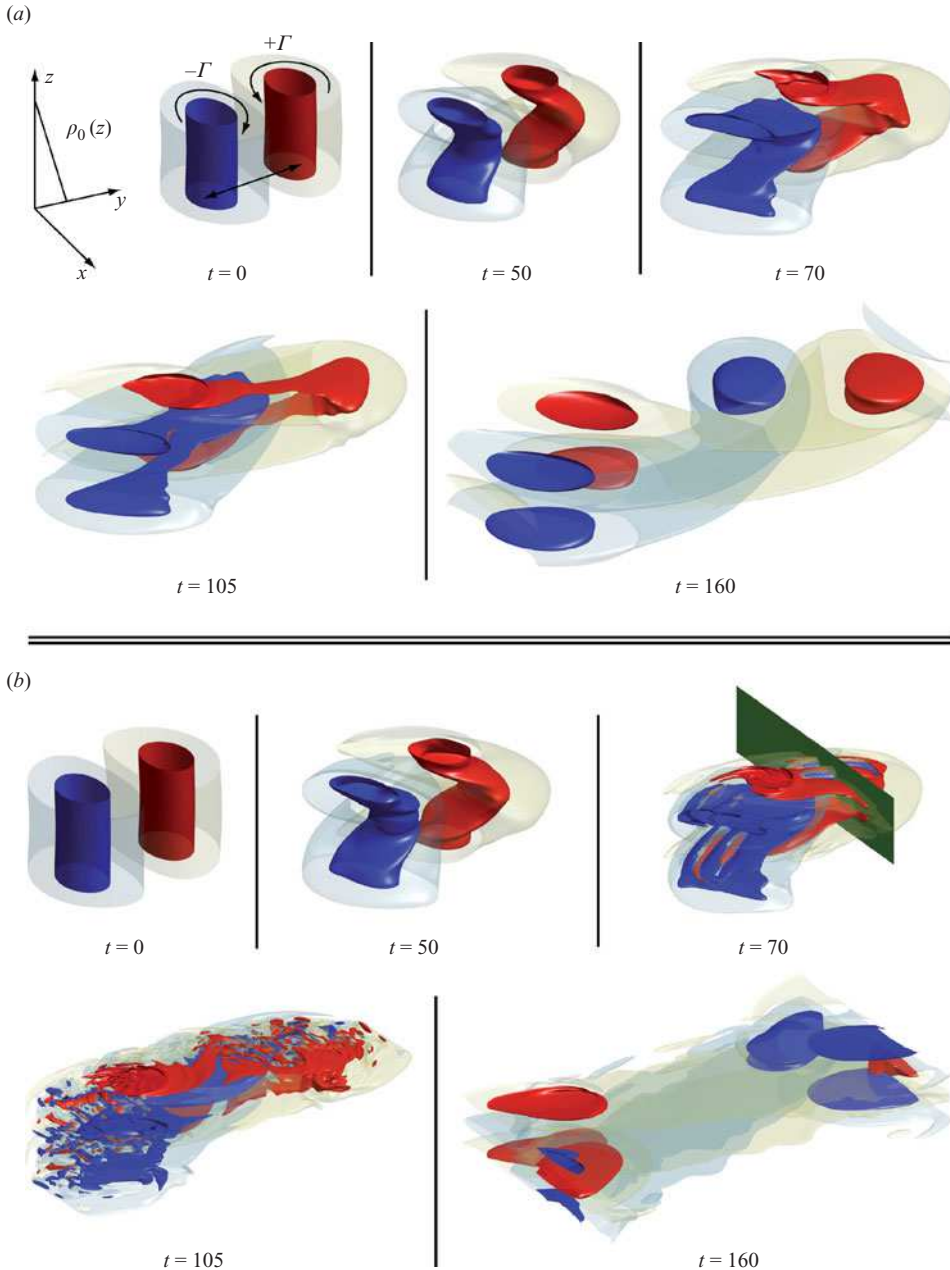 (a)
z
ρ0 (z)
y
x
–Γ
+Γ
t = 0
t = 50
t = 70
t = 105
t = 160
(b)
t = 0
t = 50
t = 70
t = 105
t = 160